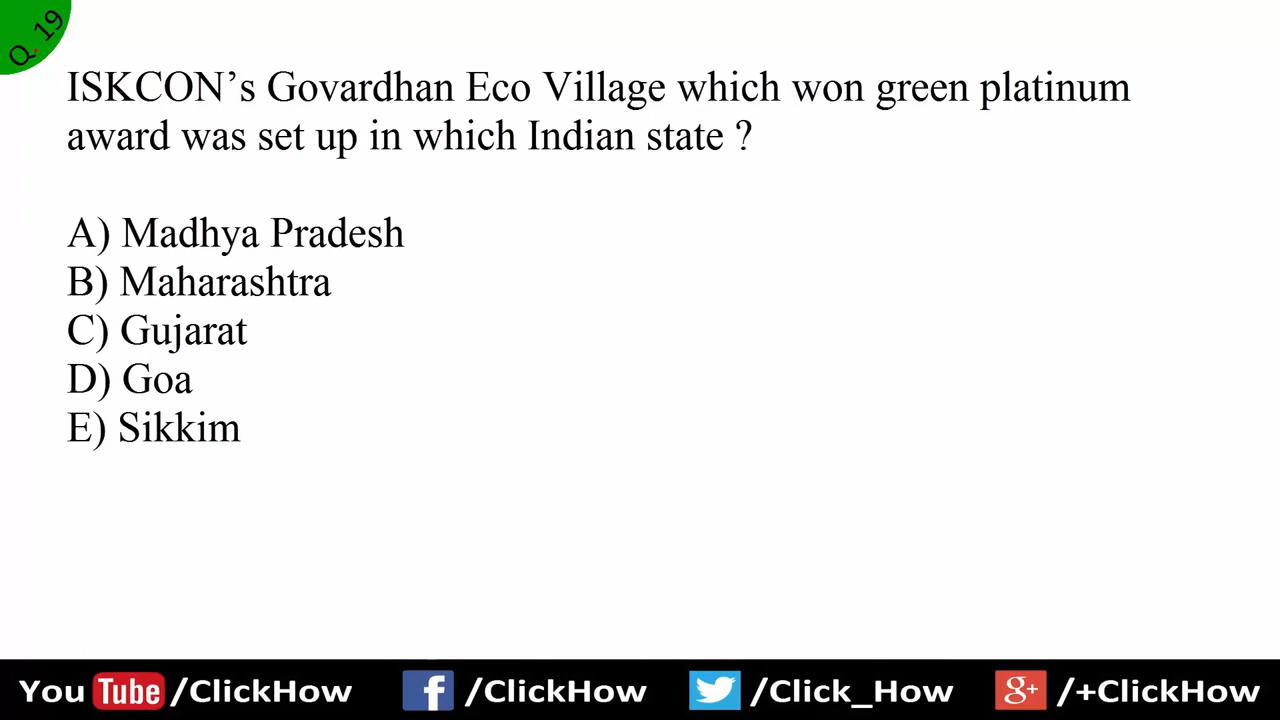 Q. 19
ISKCON’s Govardhan Eco Village which won green platinum
award was set up in which Indian state ?
A) Madhya Pradesh
B) Maharashtra
C) Gujarat
D) Goa
E) Sikkim
You Tube /ClickHow f /ClickHow /Click_How g+ /+ClickHow